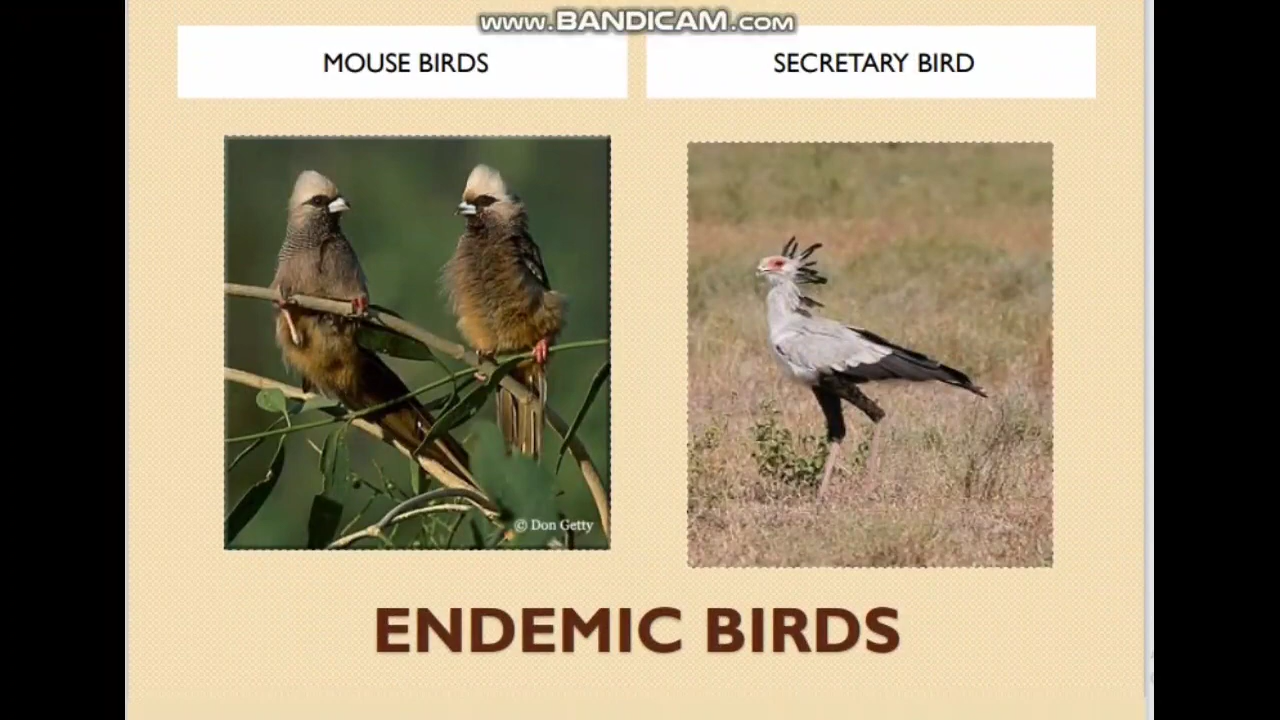 www.BANDICAM.com
MOUSE BIRDS
SECRETARY BIRD
© Don Getty
ENDEMIC BIRDS